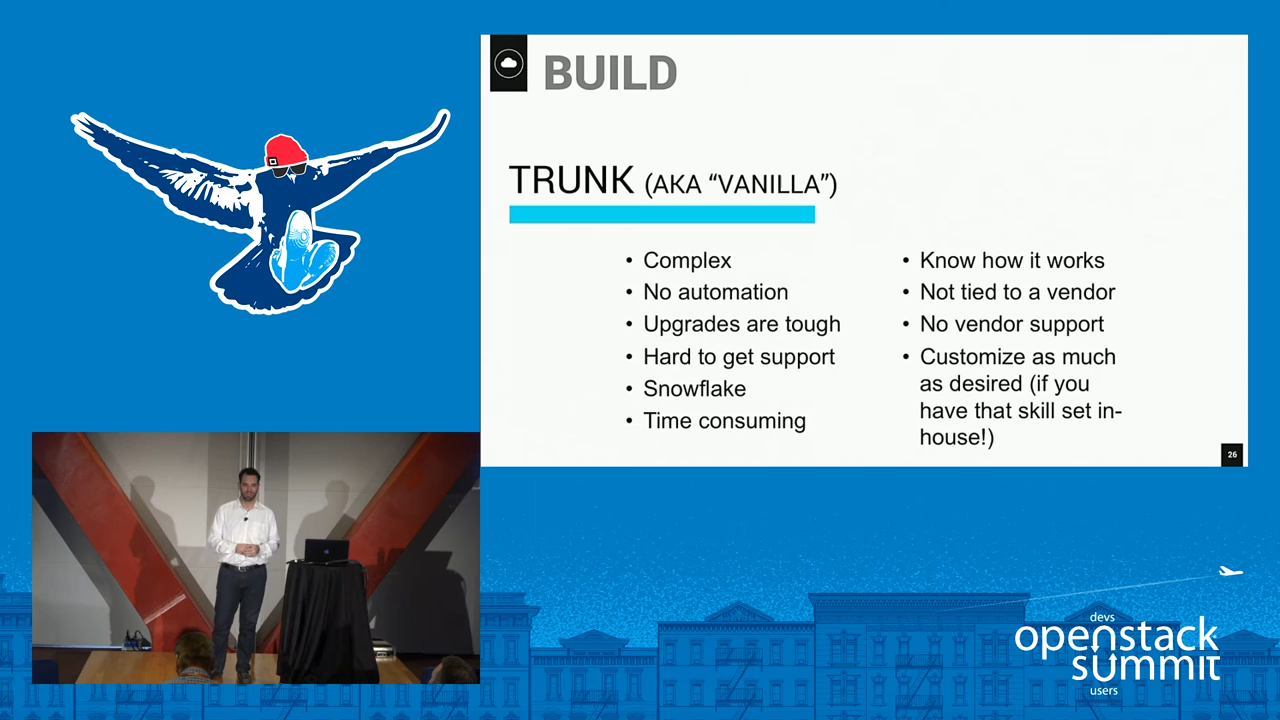 BUILD
TRUNK (AKA “VANILLA”)
• Complex
• No automation
• Upgrades are tough
• Hard to get support
• Snowflake
• Time consuming
• Know how it works
• Not tied to a vendor
• No vendor support
• Customize as much
as desired (if you
have that skill set in-
house!)
26
devs
openstack
summit
users